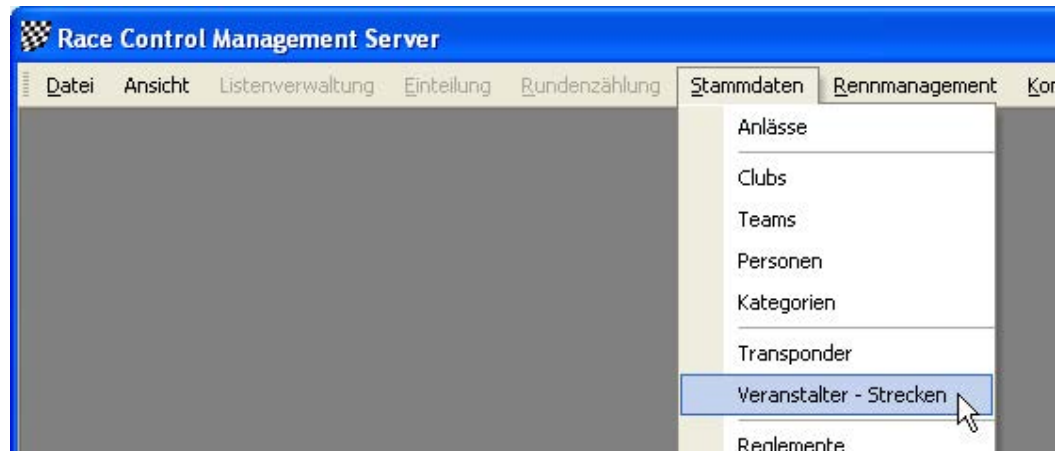 Race Control Management Server
Datei Ansicht Listenverwaltung Einteilung Rundenzählung Stammdaten Rennmanagement
Anlässe
Clubs
Teams
Personen
Kategorien
Transponder
Veranstalter - Strecken
Reglemente